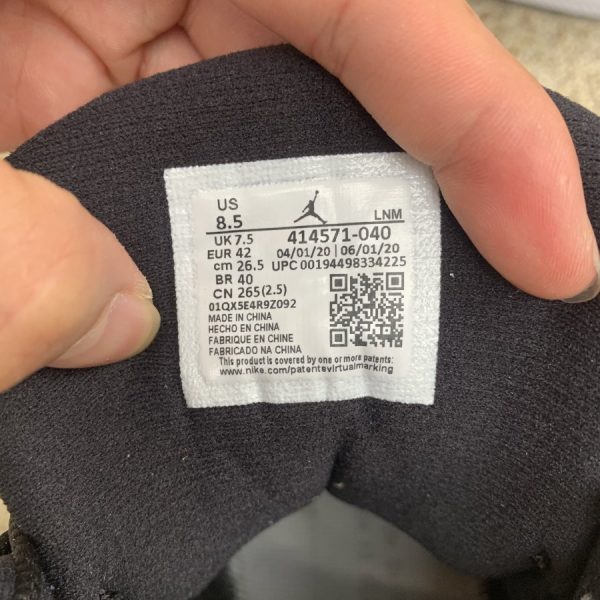 US
8.5
LNM
UK 7.5
414571-040
EUR 42
04/01/20 | 06/01/20
cm 26.5
UPC 00194498334225
BR 40
CN 265(2.5)
01QX5E4R9Z092
MADE IN CHINA
HECHO EN CHINA
FABRIQUE EN CHINE
FABRICADO NA CHINA
This product is covered by one or more patents:
www.nike.com/patentsvirtualmarking